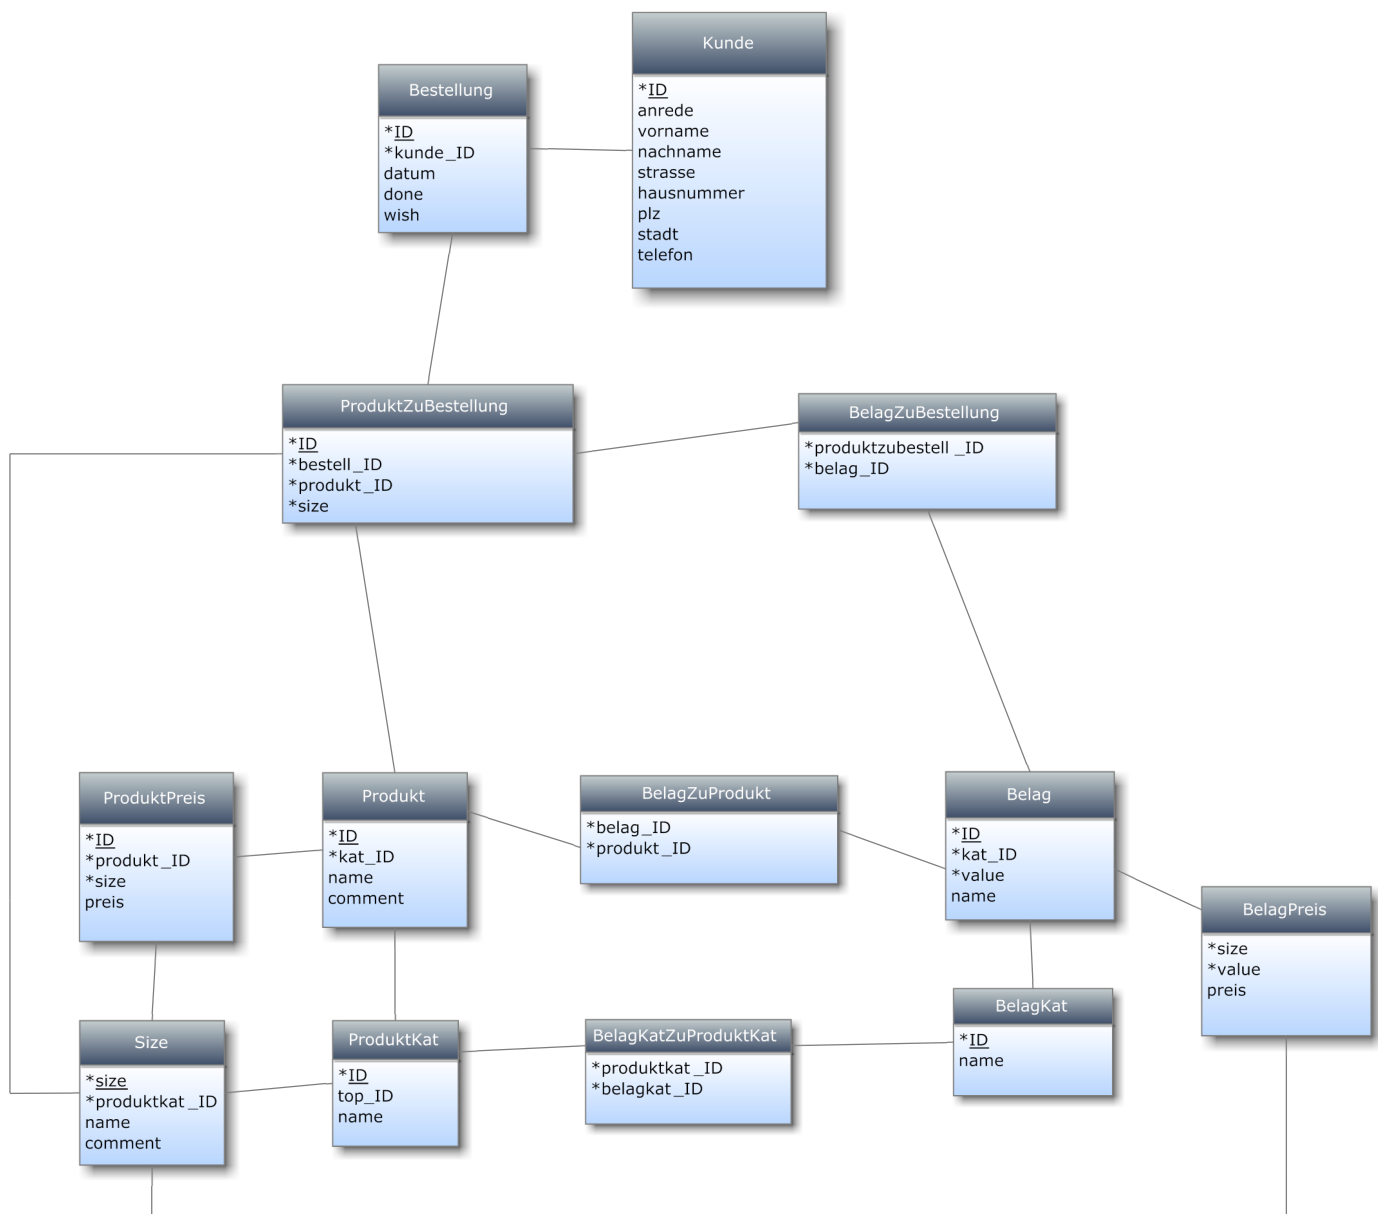 Kunde
*ID
anrede
vorname
nachname
strasse
hausnummer
plz
stadt
telefon
Bestellung
*ID
*kunde_ID
datum
done
wish
ProduktZuBestellung
*ID
*bestell_ID
*produkt_ID
*size
BelagZuBestellung
*produktzubestell_ID
*belag_ID
ProduktPreis
*ID
*produkt_ID
*size
preis
Produkt
*ID
*kat_ID
name
comment
BelagZuProdukt
*belag_ID
*produkt_ID
Belag
*ID
*kat_ID
*value
name
BelagPreis
*size
*value
preis
Size
*size
*produktkat_ID
name
comment
ProduktKat
*ID
top_ID
name
BelagKatZuProduktKat
*produktkat_ID
*belagkat_ID
BelagKat
*ID
name